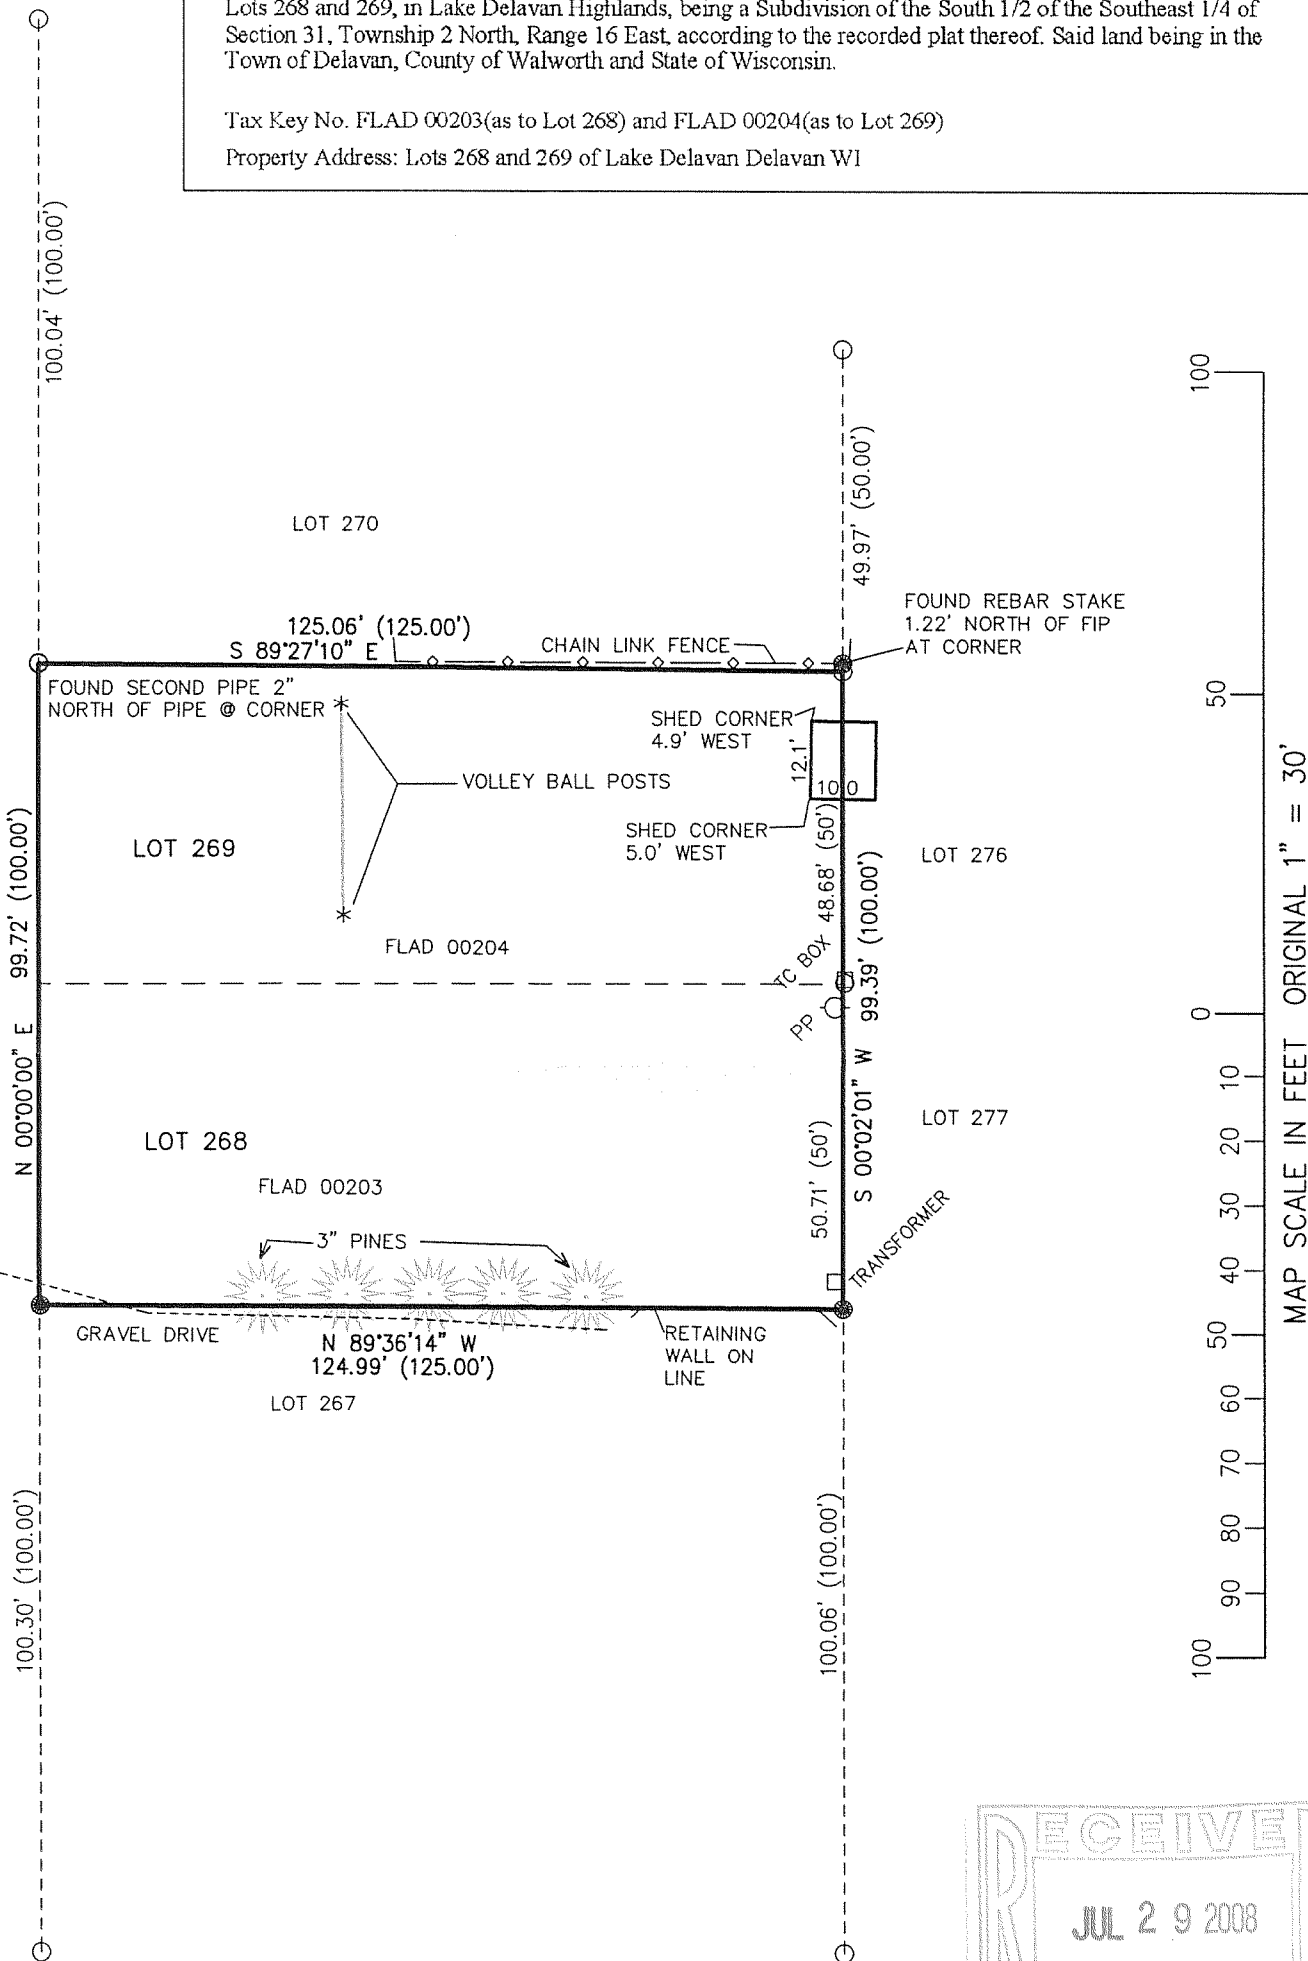 Lots 268 and 269, in Lake Delavan Highlands, being a Subdivision of the South 1/2 of the Southeast 1/4 of
Section 31, Township 2 North, Range 16 East, according to the recorded plat thereof. Said land being in the
Town of Delavan, County of Walworth and State of Wisconsin.
Tax Key No. FLAD 00203(as to Lot 268) and FLAD 00204(as to Lot 269)
Property Address: Lots 268 and 269 of Lake Delavan Delavan WI
100.04' (100.00')
49.97' (50.00')
LOT 270
125.06' (125.00')
S 89°27'10" E
CHAIN LINK FENCE
FOUND REBAR STAKE
1.22' NORTH OF FIP
AT CORNER
FOUND SECOND PIPE 2"
NORTH OF PIPE @ CORNER
SHED CORNER
4.9' WEST
12.1'
10.0
VOLLEY BALL POSTS
SHED CORNER
5.0' WEST
LOT 269
LOT 276
48.68' (50')
FLAD 00204
TC BOX
PP
N 00°00'00" E 99.72' (100.00')
S 00°02'01" W 99.39' (100.00')
LOT 268
LOT 277
FLAD 00203
50.71' (50')
3" PINES
TRANSFORMER
GRAVEL DRIVE
N 89°36'14" W
124.99' (125.00')
RETAINING
WALL ON
LINE
LOT 267
100.30' (100.00')
100.06' (100.00')
100
50
0
10
20
30
40
50
60
70
80
90
100
MAP SCALE IN FEET ORIGINAL 1" = 30'
RECEIVE
JUL 29 2008